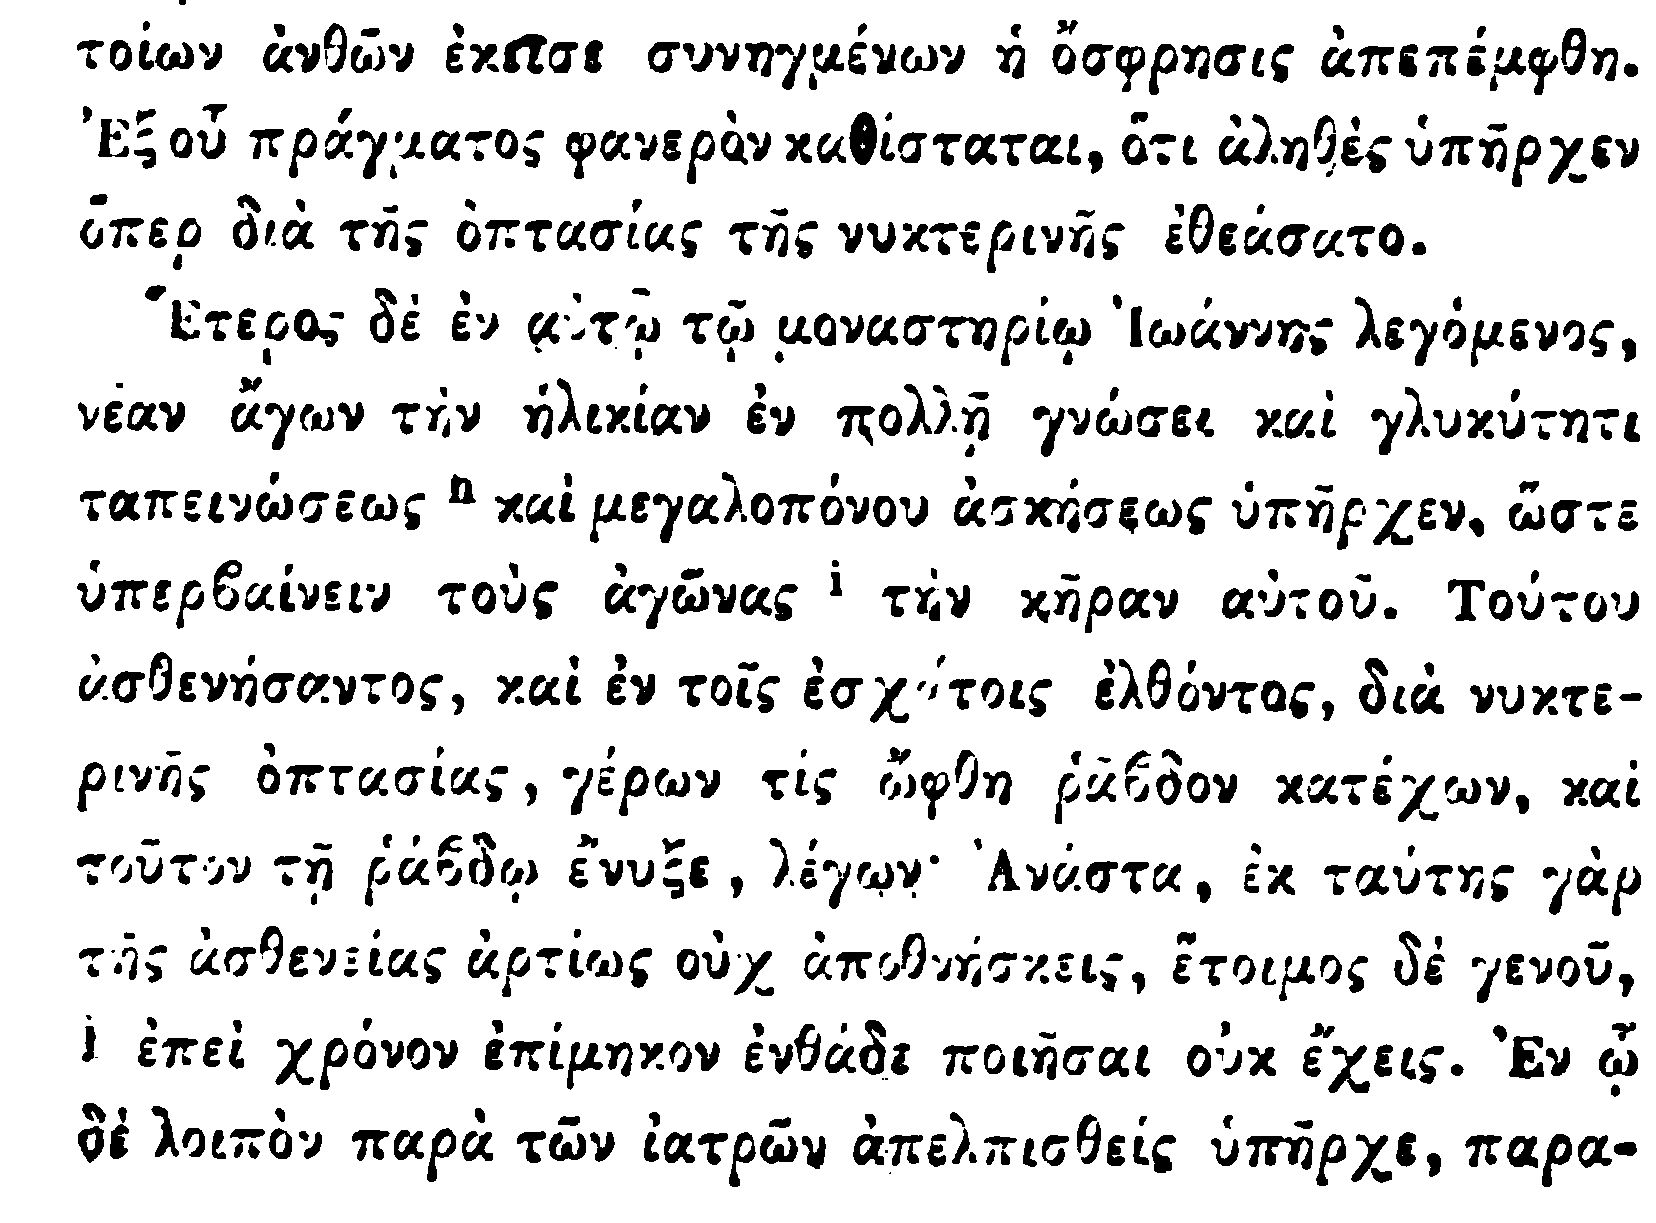 τοίων ἀνθῶν ἐκεῖσε συνηγμένων ἡ ὄσφρησις ἀπεπέμφθη.
Ἐξ οὗ πράγματος φανερὸν καθίσταται, ὅτι ἀληθὲς ὑπῆρχεν
ὅπερ διὰ τῆς ὀπτασίας τῆς νυκτερινῆς ἐθεάσατο.
Ἕτερος δὲ ἐν αὐτῷ τῷ μοναστηρίῳ Ἰωάννης λεγόμενος,
νέαν ἄγων τὴν ἡλικίαν ἐν πολλῇ γνώσει καὶ γλυκύτητι
ταπεινώσεως n καὶ μεγαλοπόνου ἀσκήσεως ὑπῆρχεν, ὥστε
ὑπερβαίνειν τοὺς ἀγῶνας i τὴν κῆραν αὐτοῦ. Τούτου
ἀσθενήσαντος, καὶ ἐν τοῖς ἐσχάτοις ἐλθόντος, διὰ νυκτε-
ρινῆς ὀπτασίας, γέρων τὶς ὤφθη ῥάβδον κατέχων, καὶ
τοῦτον τῇ ῥάβδῳ ἔνυξε, λέγων· Ἀνάστα, ἐκ ταύτης γὰρ
τῆς ἀσθενείας ἀρτίως οὐχ ἀποθνήσκεις, ἕτοιμος δὲ γενοῦ,
j ἐπεὶ χρόνον ἐπίμηκον ἐνθάδε ποιῆσαι οὐκ ἔχεις. Ἐν ᾧ
δὲ λοιπὸν παρὰ τῶν ἰατρῶν ἀπελπισθεὶς ὑπῆρχε, παρα-